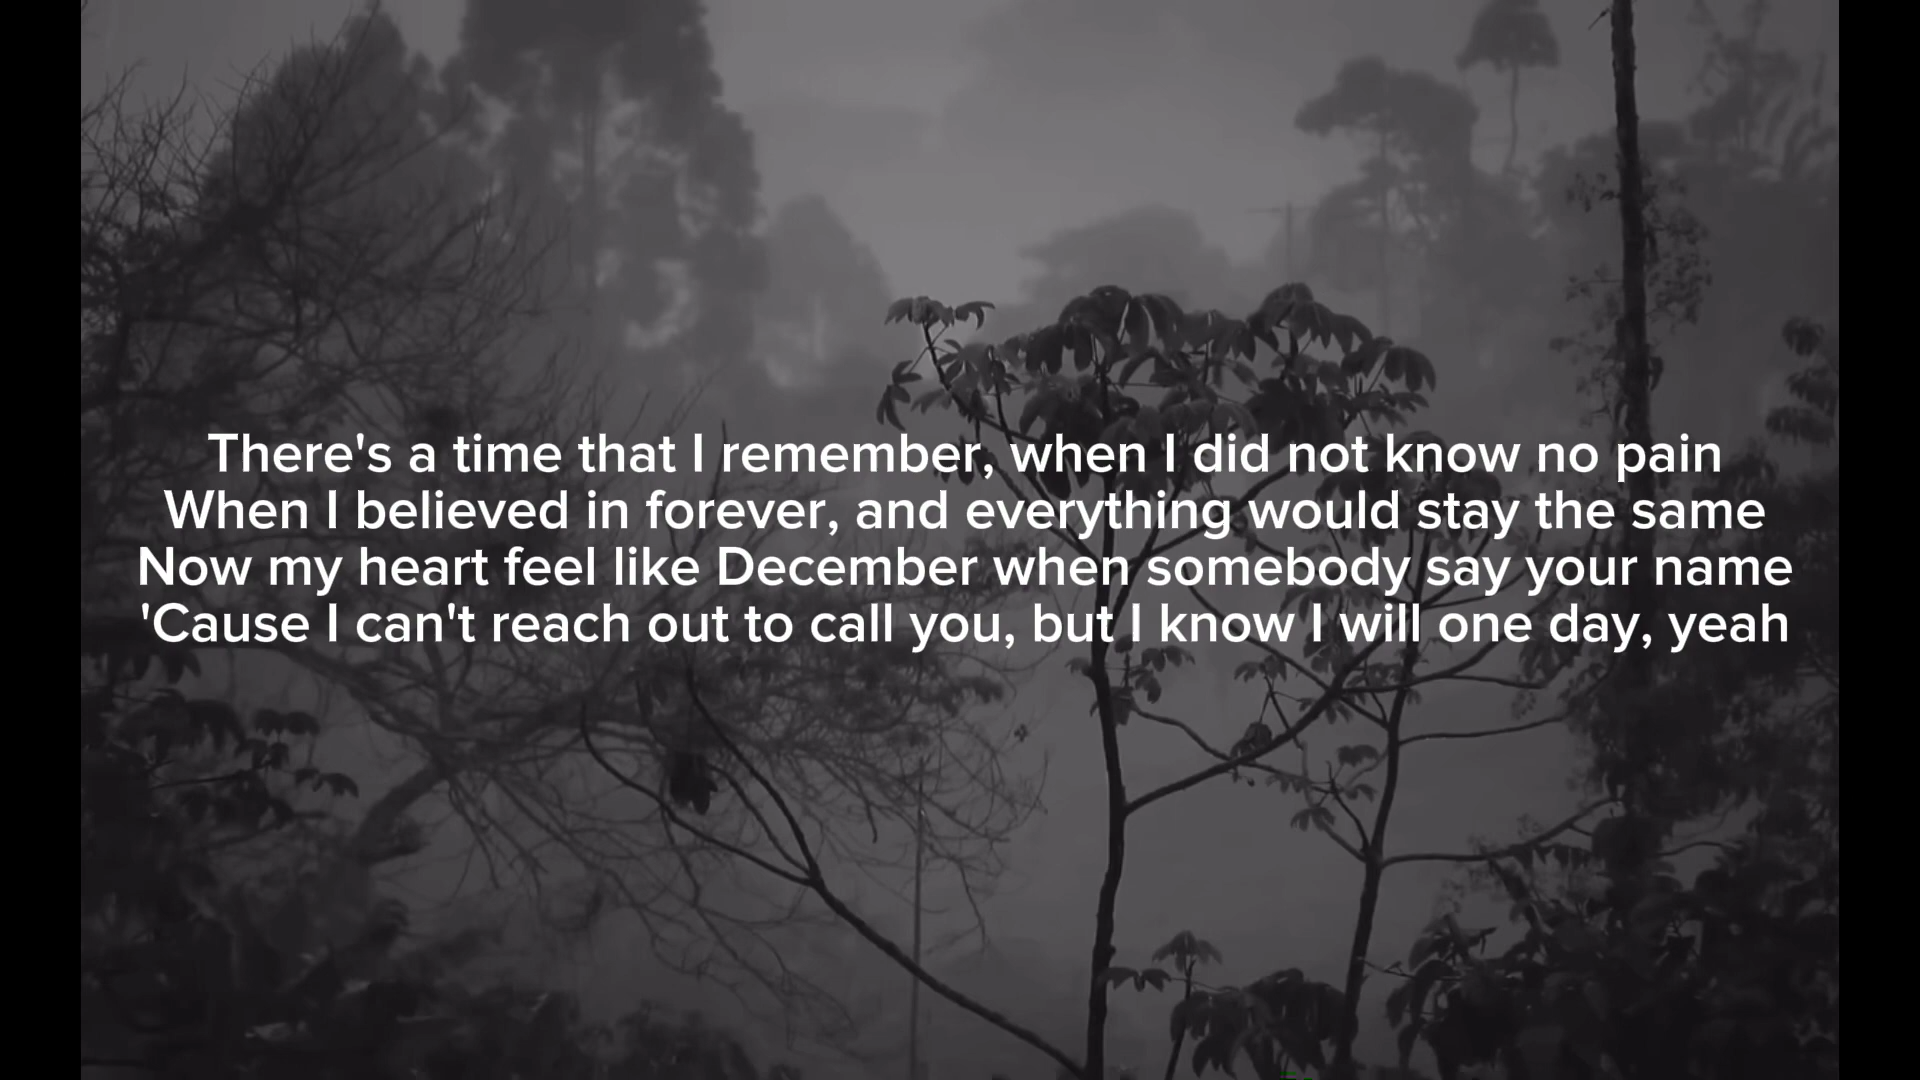 There's a time that I remember, when I did not know no pain
When I believed in forever, and everything would stay the same
Now my heart feel like December when somebody say your name
'Cause I can't reach out to call you, but I know I will one day, yeah